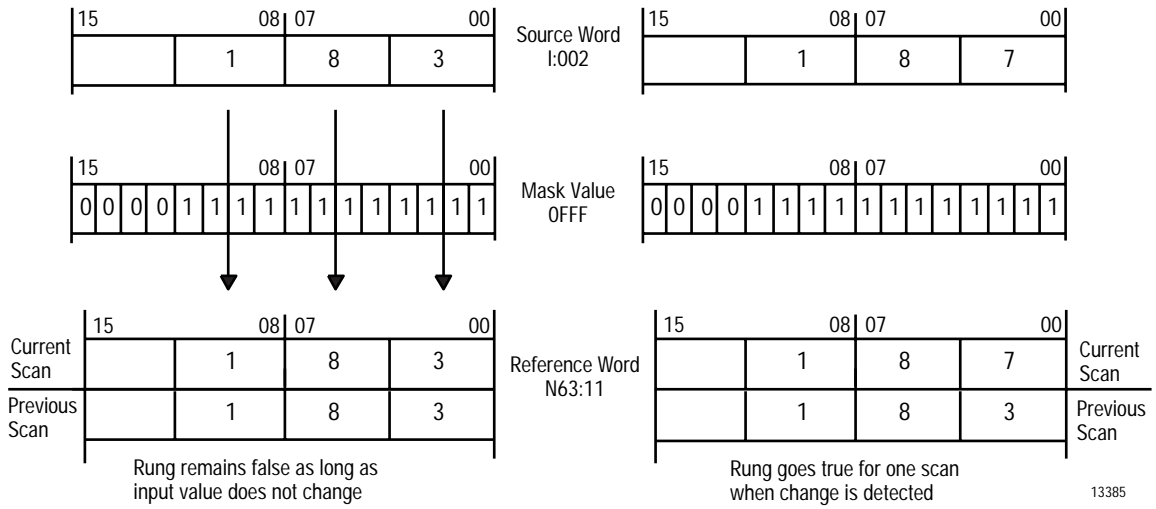 15 08 07 00
1 8 3
Source Word
I:002
15 08 07 00
1 8 7
15 08 07 00
0 0 0 0 1 1 1 1 1 1 1 1 1 1 1 1
Mask Value
0FFF
15 08 07 00
0 0 0 0 1 1 1 1 1 1 1 1 1 1 1 1
15 08 07 00
Current
Scan
1 8 3
Previous
Scan
1 8 3
Reference Word
N63:11
15 08 07 00
1 8 7
Current
Scan
1 8 3
Previous
Scan
Rung remains false as long as
input value does not change
Rung goes true for one scan
when change is detected
13385